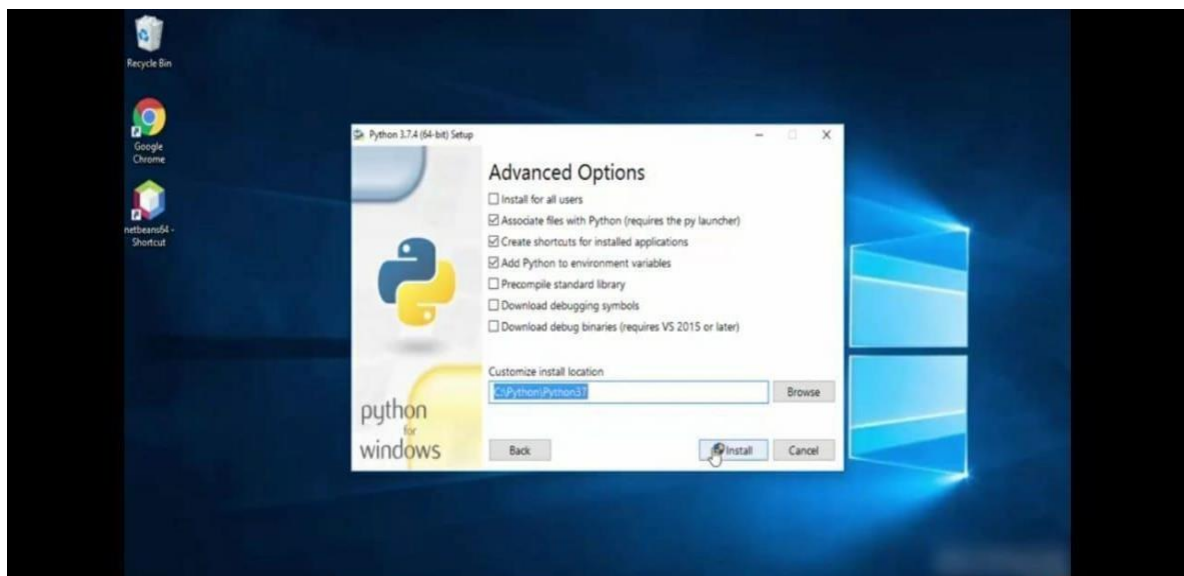 Recycle Bin
Google
Chrome
netbeans64 -
Shortcut
Python 3.7.4 (64-bit) Setup
Advanced Options
Install for all users
Associate files with Python (requires the py launcher)
Create shortcuts for installed applications
Add Python to environment variables
Precompile standard library
Download debugging symbols
Download debug binaries (requires VS 2015 or later)
Customize install location
C:\Python\Python37
Browse
python
for
windows
Back
Install
Cancel